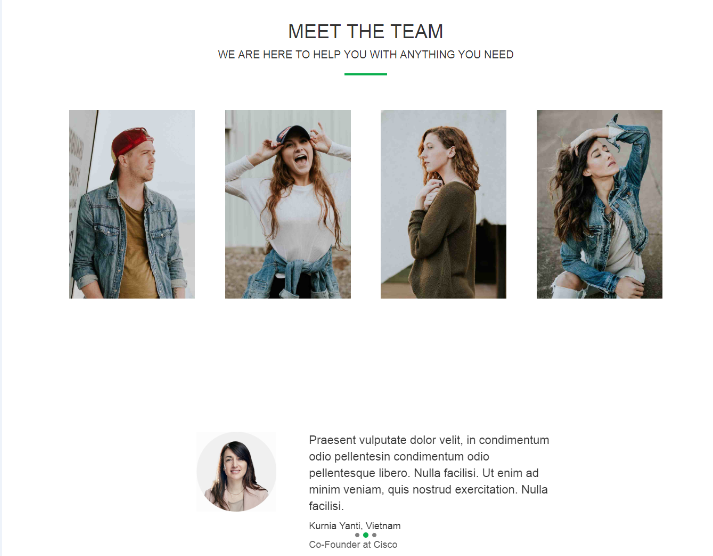 MEET THE TEAM
WE ARE HERE TO HELP YOU WITH ANYTHING YOU NEED
Praesent vulputate dolor velit, in condimentum
odio pellentesin condimentum odio
pellentesque libero. Nulla facilisi. Ut enim ad
minim veniam, quis nostrud exercitation. Nulla
facilisi.
Kurnia Yanti, Vietnam
Co-Founder at Cisco